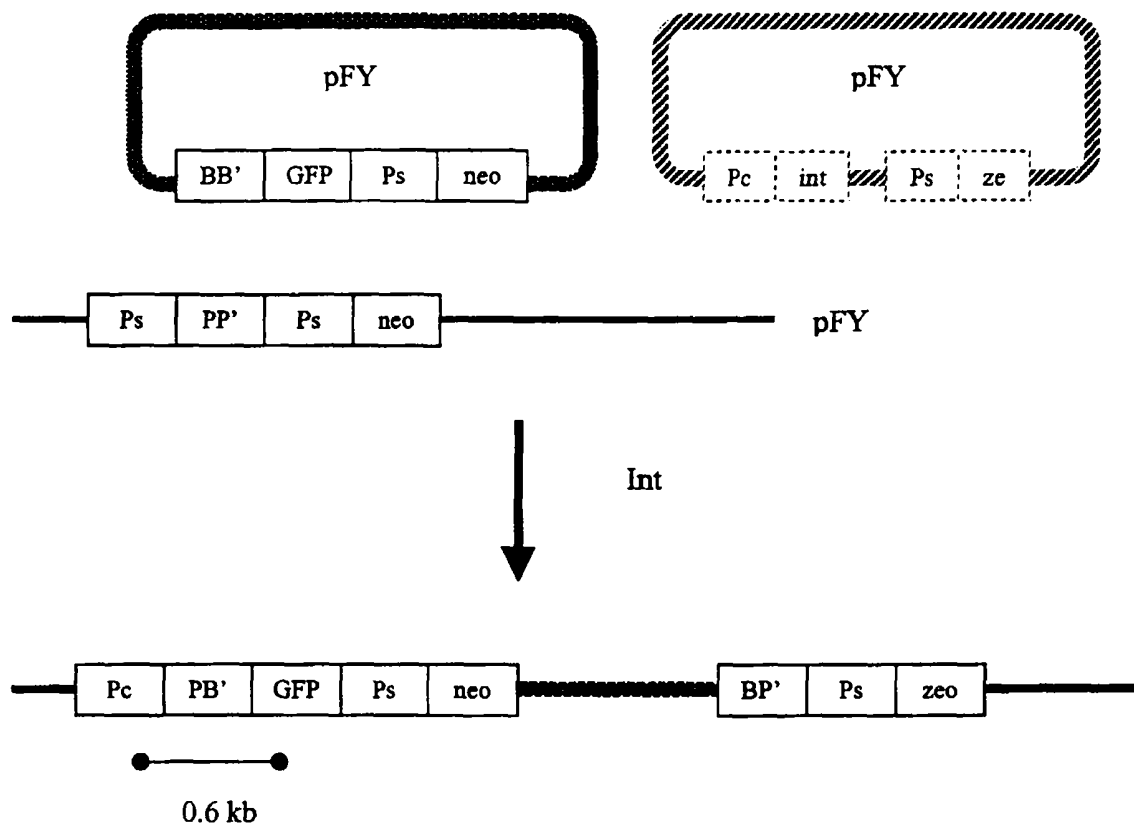 pFY
pFY
BB' GFP Ps neo
Pc int Ps ze
Ps PP' Ps neo
pFY
Int
Pc PB' GFP Ps neo
BP' Ps zeo
0.6 kb